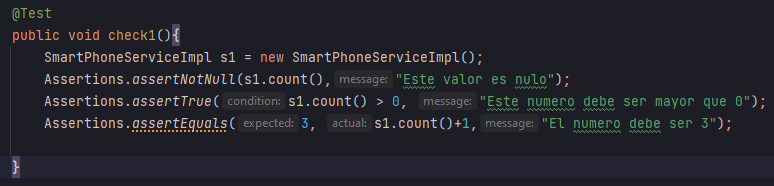 @Test
public void check1(){
SmartPhoneServiceImpl s1 = new SmartPhoneServiceImpl();
Assertions.assertNotNull(s1.count(), message: "Este valor es nulo");
Assertions.assertTrue( condition: s1.count() > 0, message: "Este numero debe ser mayor que 0");
Assertions.assertEquals( expected: 3, actual: s1.count()+1, message: "El numero debe ser 3");
}